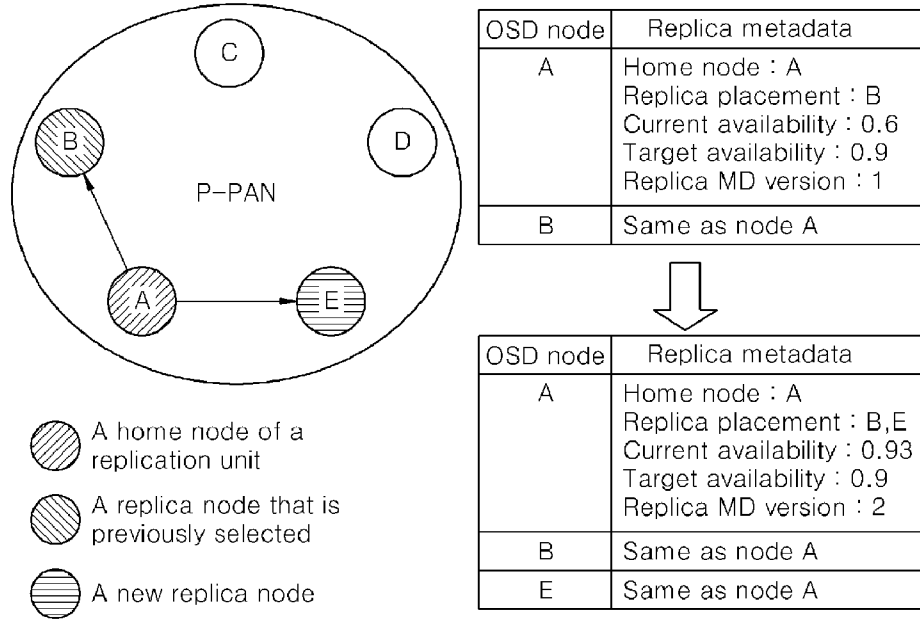 C
B
D
P-PAN
A
E
A home node of a
replication unit
A replica node that is
previously selected
A new replica node
OSD node Replica metadata
A Home node : A
Replica placement : B
Current availability : 0.6
Target availability : 0.9
Replica MD version : 1
B Same as node A
OSD node Replica metadata
A Home node : A
Replica placement : B,E
Current availability : 0.93
Target availability : 0.9
Replica MD version : 2
B Same as node A
E Same as node A